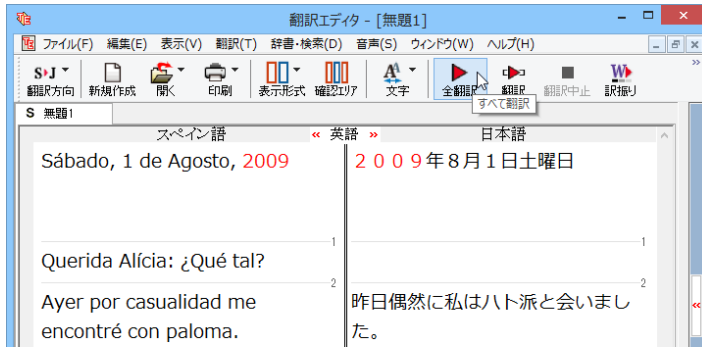 翻訳エディタ - [無題1]
ファイル(F) 編集(E) 表示(V) 翻訳(T) 辞書・検索(D) 音声(S) ウィンドウ(W) ヘルプ(H)
S▸J
翻訳方向 新規作成 開く 印刷 表示形式 確認エリア 文字 全翻訳 翻訳 翻訳中止 訳振り
すべて翻訳
S 無題1
スペイン語 « 英語 » 日本語
Sábado, 1 de Agosto, 2009 2009年8月1日土曜日
1 1
Querida Alícia: ¿Qué tal?
2 2
Ayer por casualidad me 昨日偶然に私はハト派と会いまし
encontré con paloma. た。